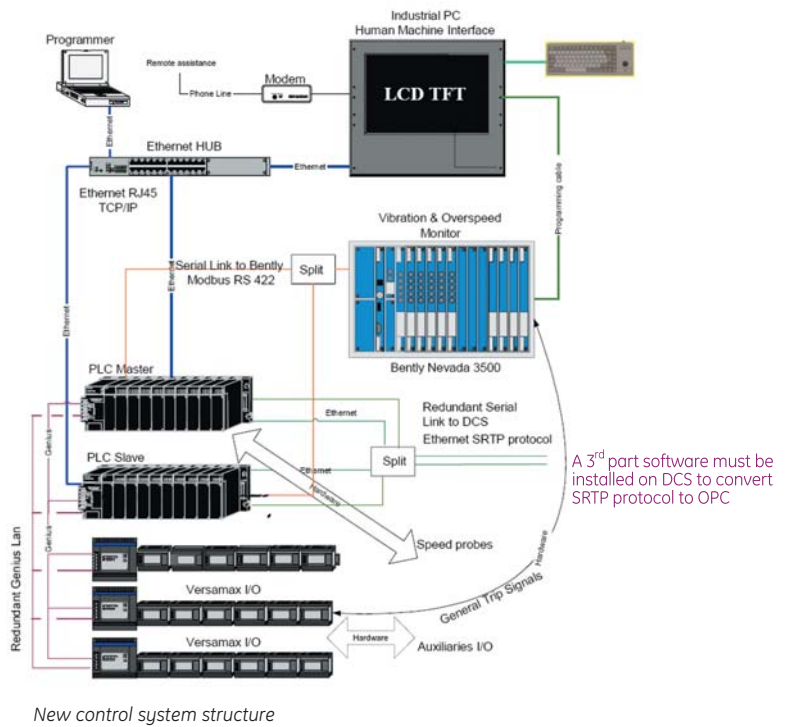 Industrial PC
Human Machine Interface
Programmer
Remote assistance
Phone Line
Modem
LCD TFT
Ethernet
Ethernet HUB
Ethernet
Ethernet RJ45
TCP/IP
Programming cable
Vibration & Overspeed
Monitor
Serial Link to Bently
Modbus RS 422
Split
Ethernet
Ethernet
Bently Nevada 3500
PLC Master
Ethernet
Redundant Serial
Link to DCS
Ethernet SRTP protocol
Genius
PLC Slave
Ethernet
Split
A 3rd part software must be
installed on DCS to convert
SRTP protocol to OPC
Hardware
Genius
Speed probes
Hardware
Redundant Genius Lan
Versamax I/O
General Trip Signals
Versamax I/O
Hardware
Auxiliaries I/O
New control system structure